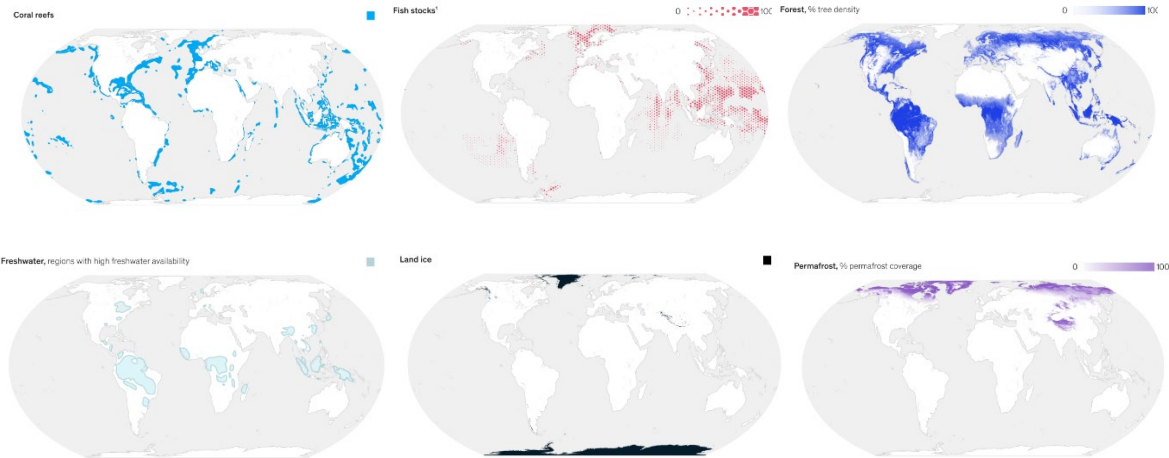 Coral reefs
Fish stocks¹ 0 100
Forest, % tree density 0 100
Freshwater, regions with high freshwater availability
Land ice
Permafrost, % permafrost coverage 0 100